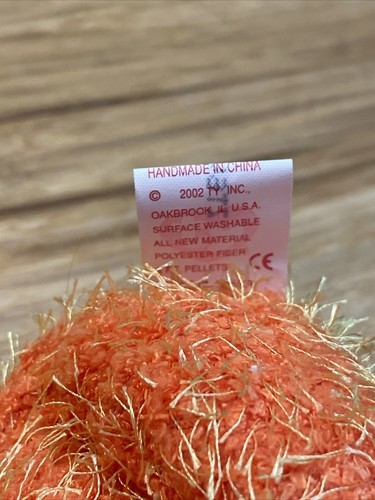 HANDMADE IN CHINA
© 2002 TY INC.,
OAKBROOK, IL U.S.A.
SURFACE WASHABLE
ALL NEW MATERIAL
POLYESTER FIBER
PELLETS CE